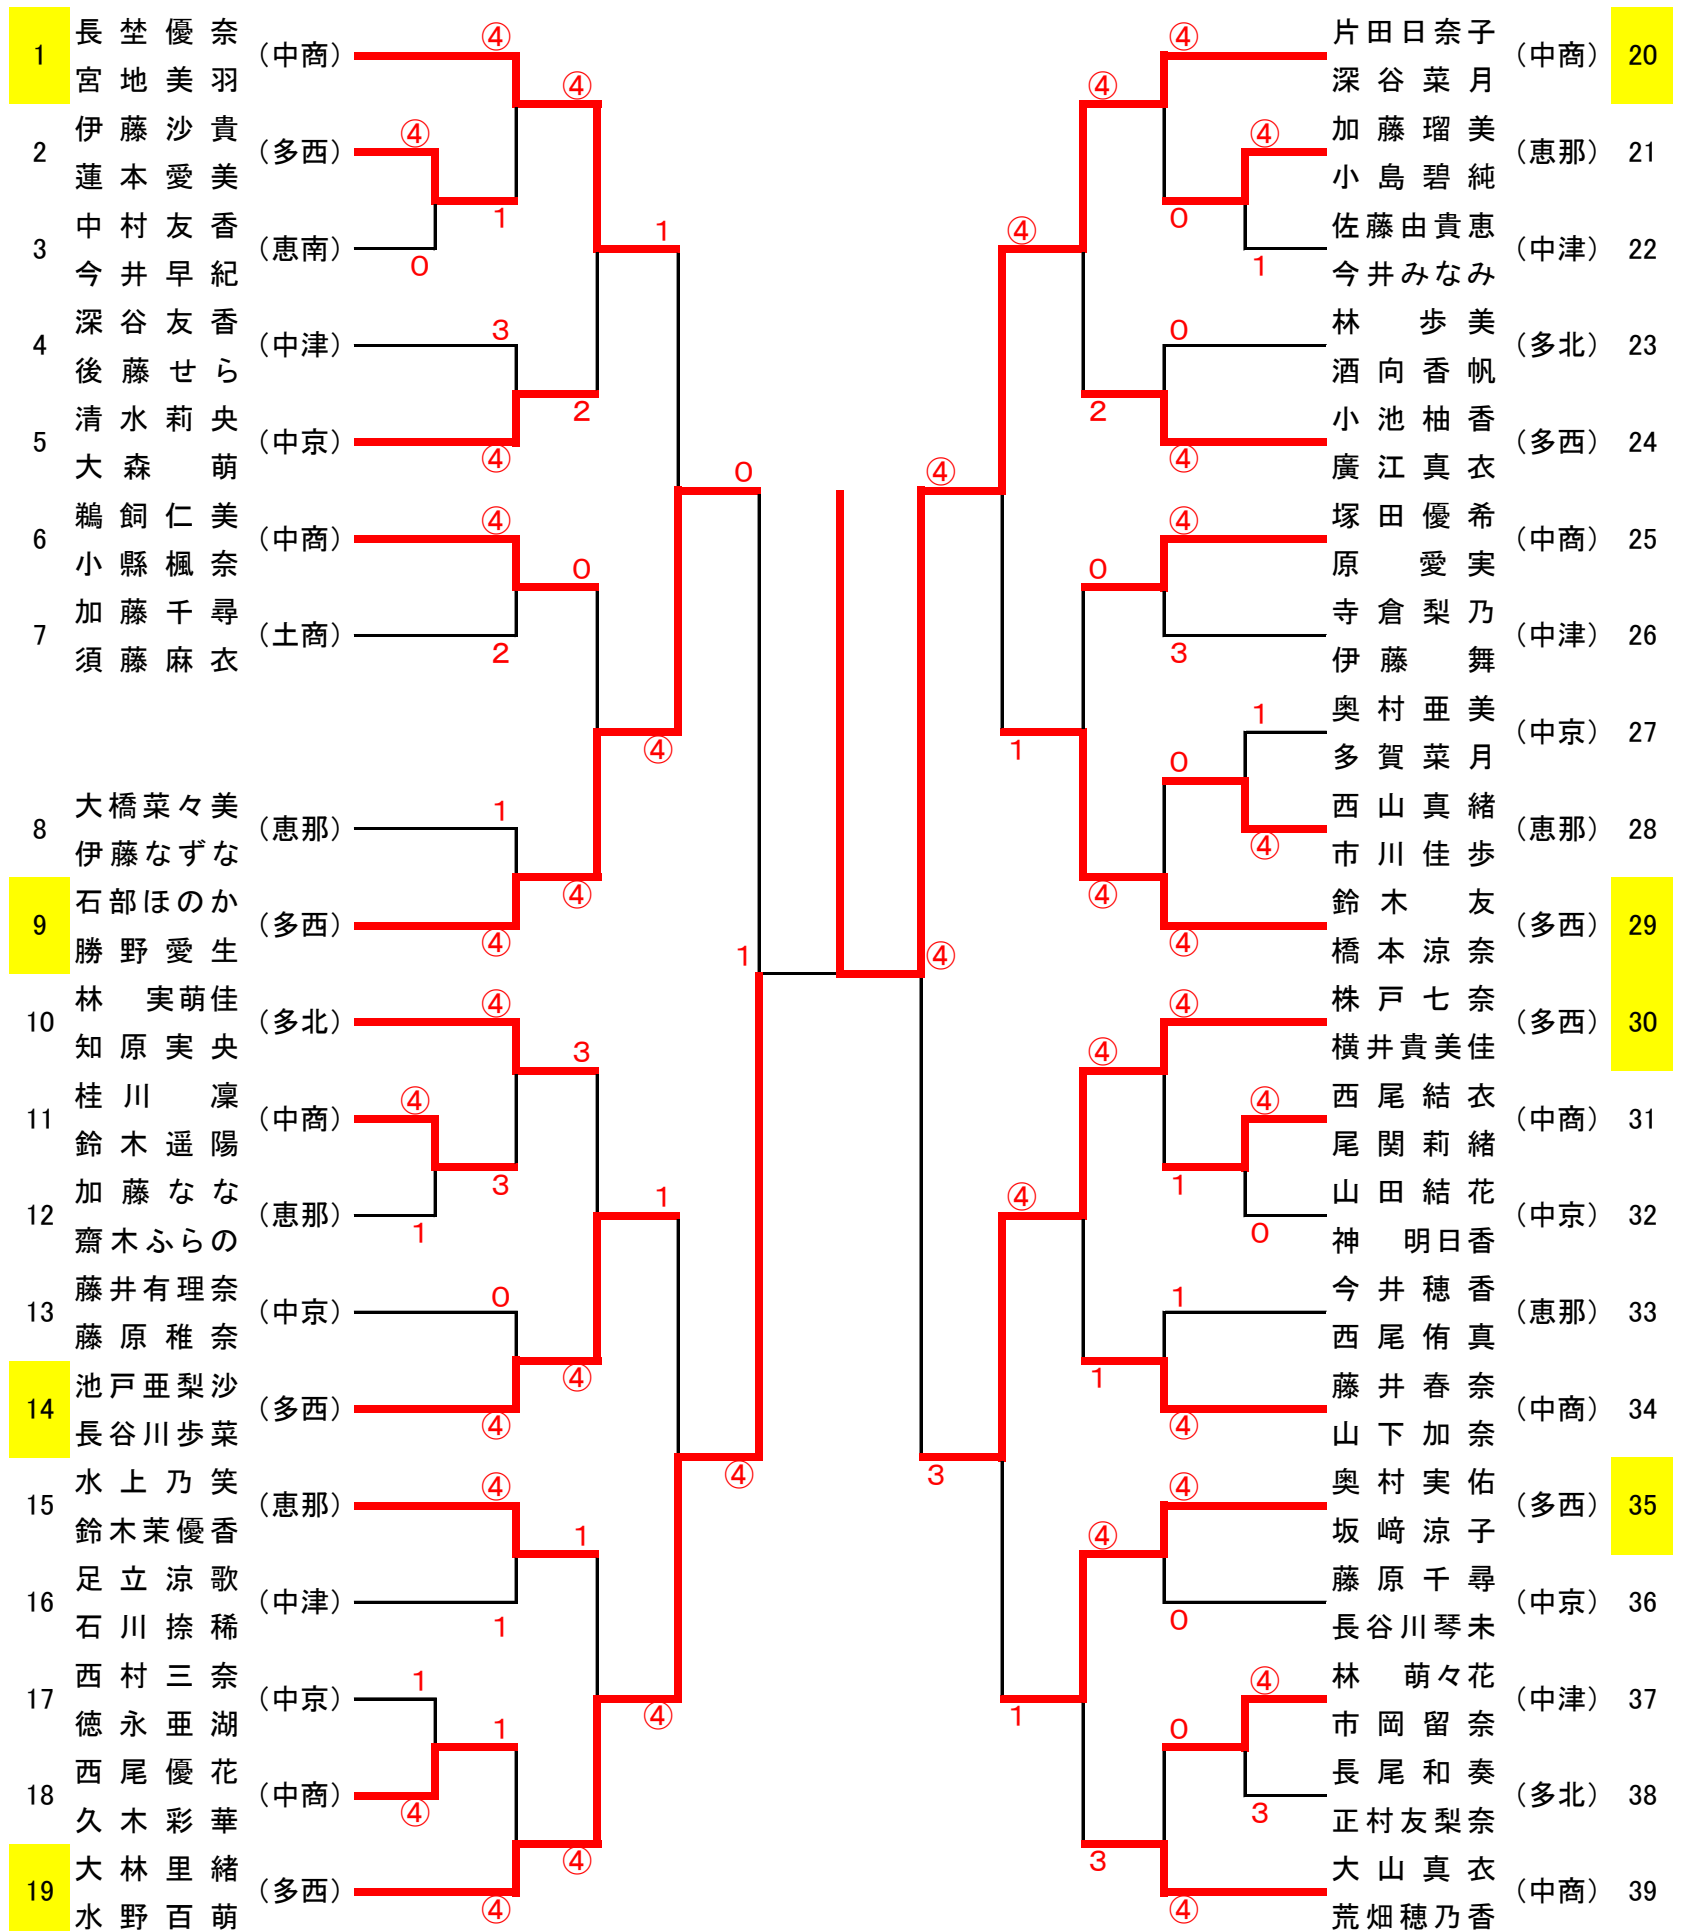 1 長埜優奈 宮地美羽 (中商) ④
2 伊藤沙貴 蓮本愛美 (多西) ④
3 中村友香 今井早紀 (恵南) 0
4 深谷友香 後藤せら (中津) 3
5 清水莉央 大森萌 (中京) ④
6 鵜飼仁美 小縣楓奈 (中商) ④
7 加藤千尋 須藤麻衣 (土商) 2
8 大橋菜々美 伊藤なずな (恵那) 1
9 石部ほのか 勝野愛生 (多西) ④
10 林実萌佳 知原実央 (多北) ④
11 桂川凜 鈴木遥陽 (中商) ④
12 加藤なな 齋木ふらの (恵那) 1
13 藤井有理奈 藤原稚奈 (中京) 0
14 池戸亜梨沙 長谷川歩菜 (多西) ④
15 水上乃笑 鈴木茉優香 (恵那) ④
16 足立涼歌 石川捺稀 (中津) 1
17 西村三奈 徳永亜湖 (中京) 1
18 西尾優花 久木彩華 (中商) ④
19 大林里緒 水野百萌 (多西) ④
④
1
2
0
④
3
3
④
1
1
④
1
④
1
④
0
④
1
④
④
3
④
1
④
1
④
2
0
④
④
1
④
3
0
0
1
0
片田日奈子 深谷菜月 (中商) 20 ④
加藤瑠美 小島碧純 (恵那) 21 ④
佐藤由貴恵 今井みなみ (中津) 22 1
林歩美 酒向香帆 (多北) 23 0
小池柚香 廣江真衣 (多西) 24 ④
塚田優希 原愛実 (中商) 25 ④
寺倉梨乃 伊藤舞 (中津) 26 3
奥村亜美 多賀菜月 (中京) 27 1
西山真緒 市川佳歩 (恵那) 28 ④
鈴木友 橋本涼奈 (多西) 29 ④
株戸七奈 横井貴美佳 (多西) 30 ④
西尾結衣 尾関莉緒 (中商) 31 ④
山田結花 神明日香 (中京) 32 0
今井穂香 西尾侑真 (恵那) 33 1
藤井春奈 山下加奈 (中商) 34 ④
奥村実佑 坂﨑涼子 (多西) 35 ④
藤原千尋 長谷川琴未 (中京) 36 0
林萌々花 市岡留奈 (中津) 37 ④
長尾和奏 正村友梨奈 (多北) 38 3
大山真衣 荒畑穂乃香 (中商) 39 ④